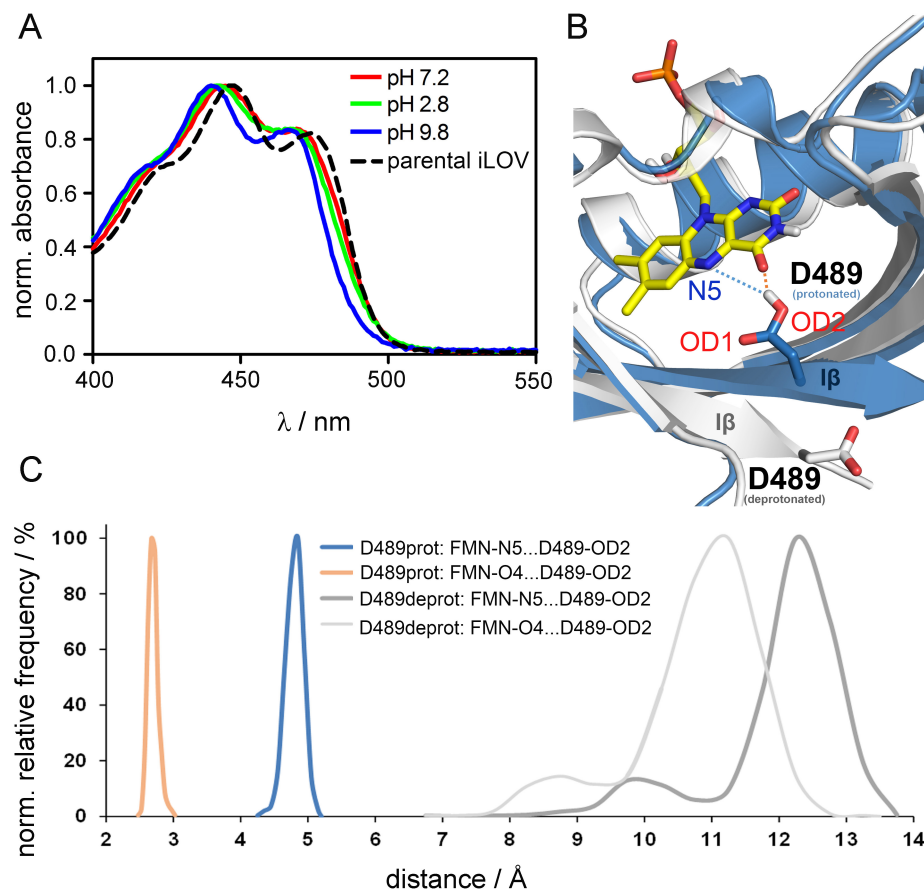 A
norm. absorbance
1.0
0.8
0.6
0.4
0.2
0.0
400
450
500
550
λ / nm
pH 7.2
pH 2.8
pH 9.8
parental iLOV
B
N5
D489
(protonated)
OD1
OD2
Iβ
Iβ
D489
(deprotonated)
C
norm. relative frequency / %
100
80
60
40
20
0
2
3
4
5
6
7
8
9
10
11
12
13
14
distance / Å
D489prot: FMN-N5...D489-OD2
D489prot: FMN-O4...D489-OD2
D489deprot: FMN-N5...D489-OD2
D489deprot: FMN-O4...D489-OD2